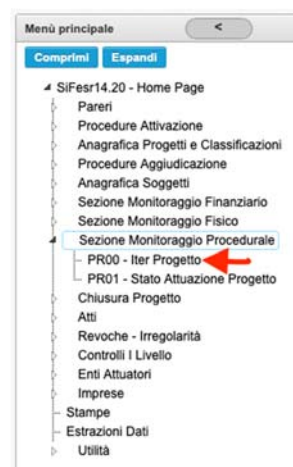 Menù principale <
Comprimi Espandi
SiFesr14.20 - Home Page
Pareri
Procedure Attivazione
Anagrafica Progetti e Classificazioni
Procedure Aggiudicazione
Anagrafica Soggetti
Sezione Monitoraggio Finanziario
Sezione Monitoraggio Fisico
Sezione Monitoraggio Procedurale
PR00 - Iter Progetto
PR01 - Stato Attuazione Progetto
Chiusura Progetto
Atti
Revoche - Irregolarità
Controlli I Livello
Enti Attuatori
Imprese
Stampe
Estrazioni Dati
Utilità